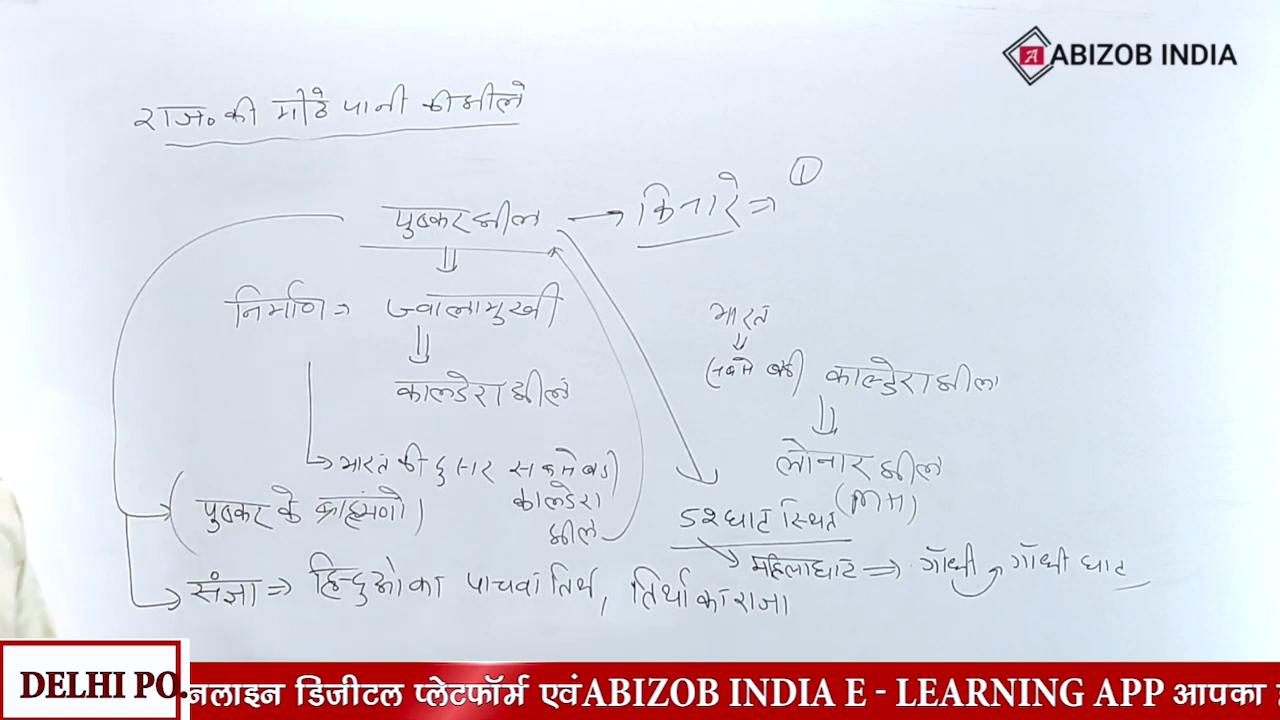 ABIZOB INDIA
राज० की मीठे पानी की झीले
पुष्कर झील → किनारे ⇒ ①
निर्माण ⇒ ज्वालामुखी
काल्डेरा झील
भारत
सबसे बडी काल्डेरा झील
लोनार झील
(MH)
भारत की दुसर सबसे बडी
काल्डेरा
झील
(पुष्कर के ब्राह्मणो)
52 घाट स्थित
महिला घाट ⇒ गाँधी, गाँधी घाट
संज्ञा ⇒ हिन्दुओ का पाचवा तिर्थ, तिर्थो का राजा
DELHI PO.
नलाइन डिजीटल प्लेटफॉर्म एवं ABIZOB INDIA E - LEARNING APP आपका